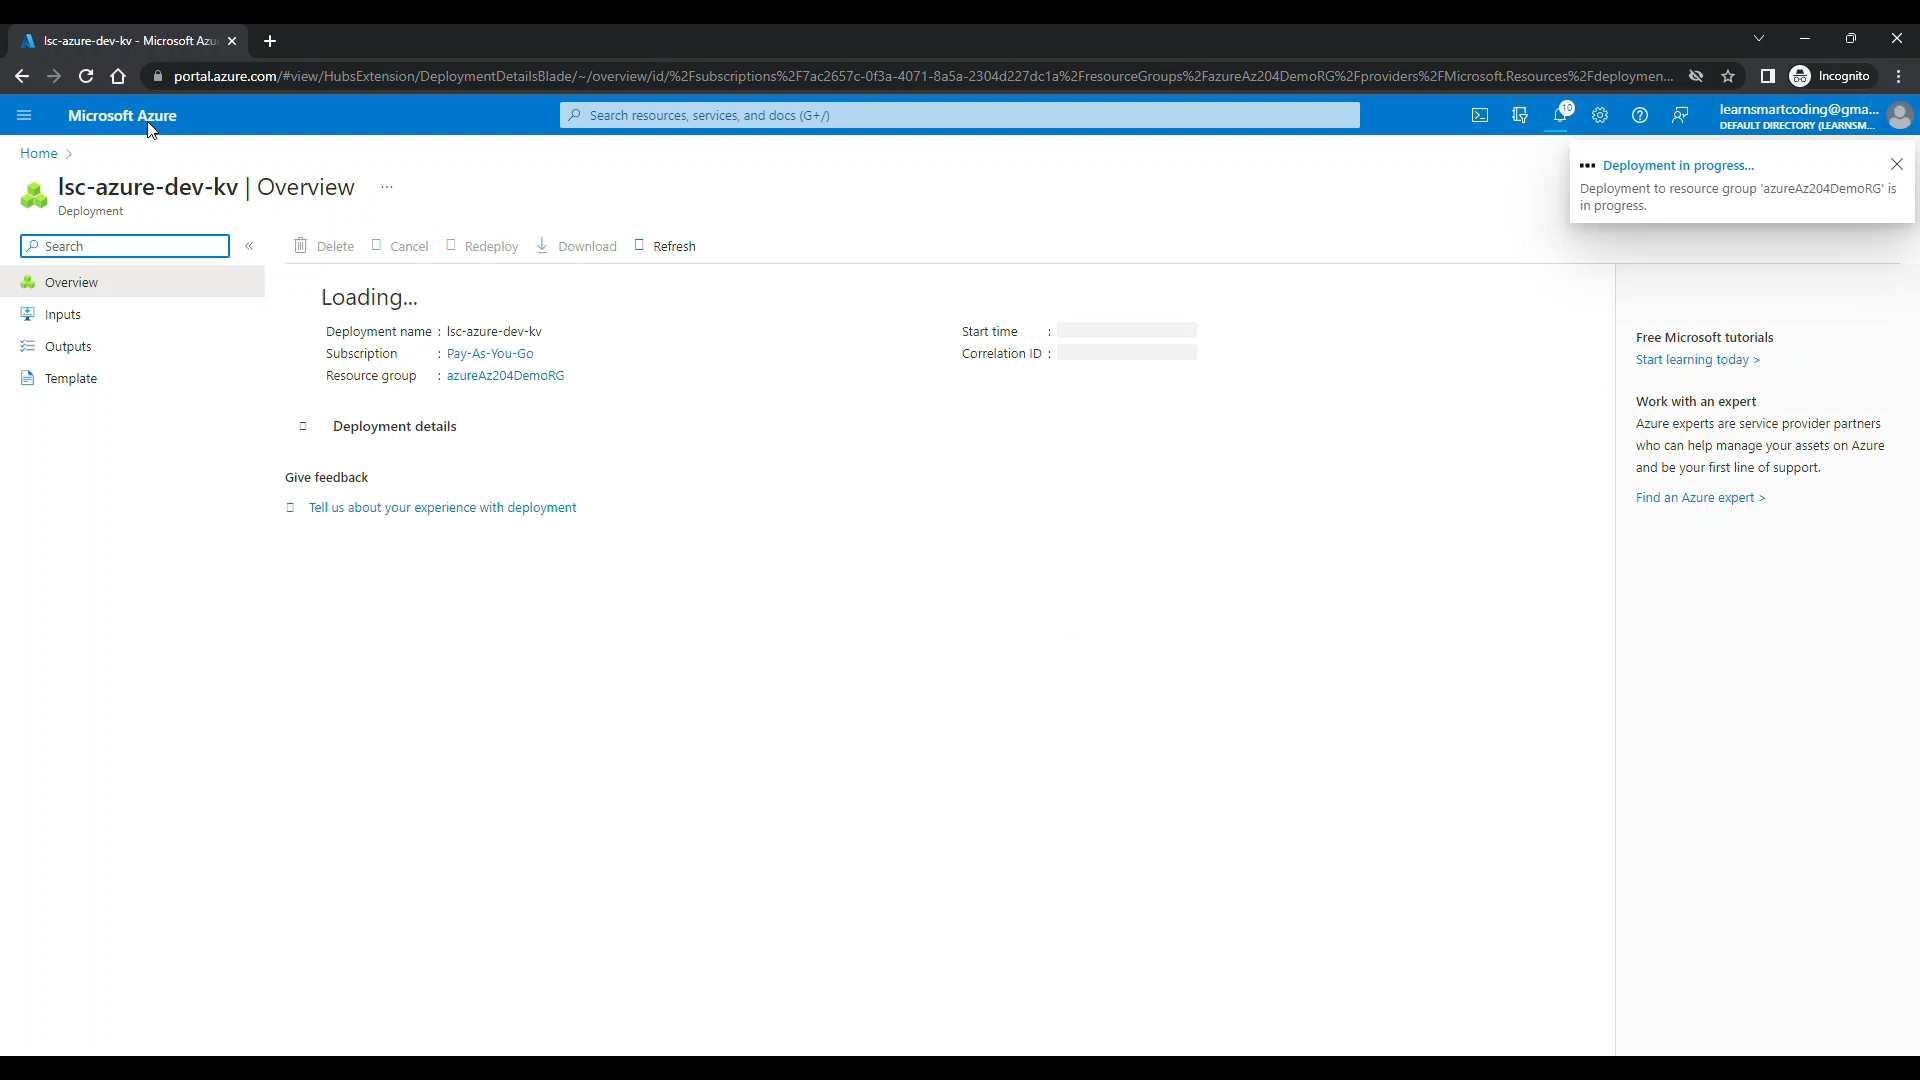 lsc-azure-dev-kv - Microsoft Azu
portal.azure.com/#view/HubsExtension/DeploymentDetailsBlade/~/overview/id/%2Fsubscriptions%2F7ac2657c-0f3a-4071-8a5a-2304d227dc1a%2FresourceGroups%2FazureAz204DemoRG%2Fproviders%2FMicrosoft.Resources%2Fdeploymen...
Incognito
Microsoft Azure
Search resources, services, and docs (G+/)
10
learnsmartcoding@gma...
DEFAULT DIRECTORY (LEARNSM...
Home >
Deployment in progress...
Deployment to resource group 'azureAz204DemoRG' is
in progress.
lsc-azure-dev-kv | Overview ...
Deployment
Search
«
Delete Cancel Redeploy Download Refresh
Overview
Inputs
Outputs
Template
Loading...
Deployment name : lsc-azure-dev-kv
Subscription : Pay-As-You-Go
Resource group : azureAz204DemoRG
Start time :
Correlation ID :
Deployment details
Give feedback
Tell us about your experience with deployment
Free Microsoft tutorials
Start learning today >
Work with an expert
Azure experts are service provider partners
who can help manage your assets on Azure
and be your first line of support.
Find an Azure expert >